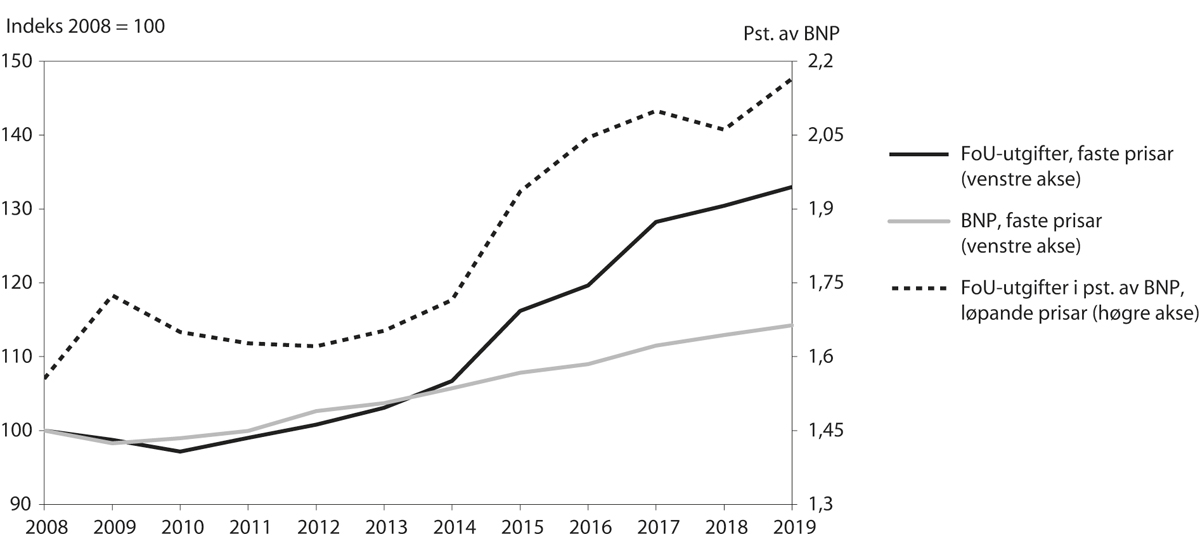 Indeks 2008 = 100
Pst. av BNP
150
140
130
120
110
100
90
2,2
2,05
1,9
1,75
1,6
1,45
1,3
2008 2009 2010 2011 2012 2013 2014 2015 2016 2017 2018 2019
FoU-utgifter, faste prisar
(venstre akse)
BNP, faste prisar
(venstre akse)
FoU-utgifter i pst. av BNP,
løpande prisar (høgre akse)